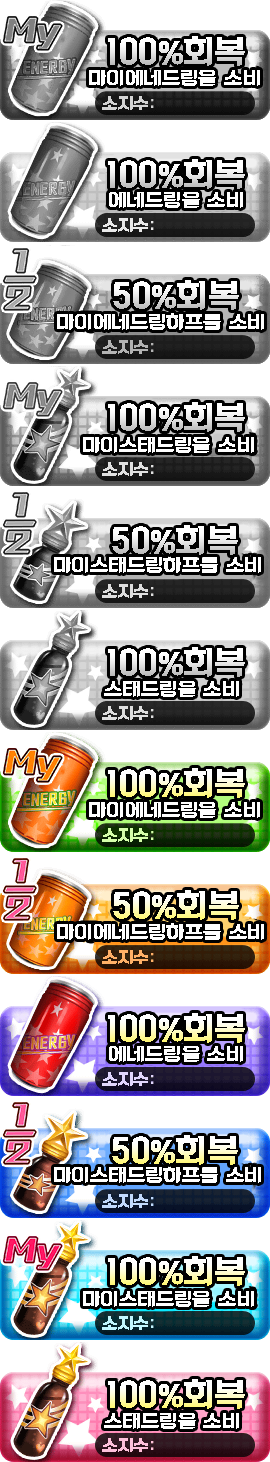 My
ENERGY
100%회복
마이에네드링을 소비
소지수:
ENERGY
100%회복
에네드링을 소비
소지수:
1/2
ENERGY
50%회복
마이에네드링하프를 소비
소지수:
My
100%회복
마이스태드링을 소비
소지수:
1/2
50%회복
마이스태드링하프를 소비
소지수:
100%회복
스태드링을 소비
소지수:
My
ENERGY
100%회복
마이에네드링을 소비
소지수:
1/2
ENERGY
50%회복
마이에네드링하프를 소비
소지수:
ENERGY
100%회복
에네드링을 소비
소지수:
1/2
50%회복
마이스태드링하프를 소비
소지수:
My
100%회복
마이스태드링을 소비
소지수:
100%회복
스태드링을 소비
소지수: